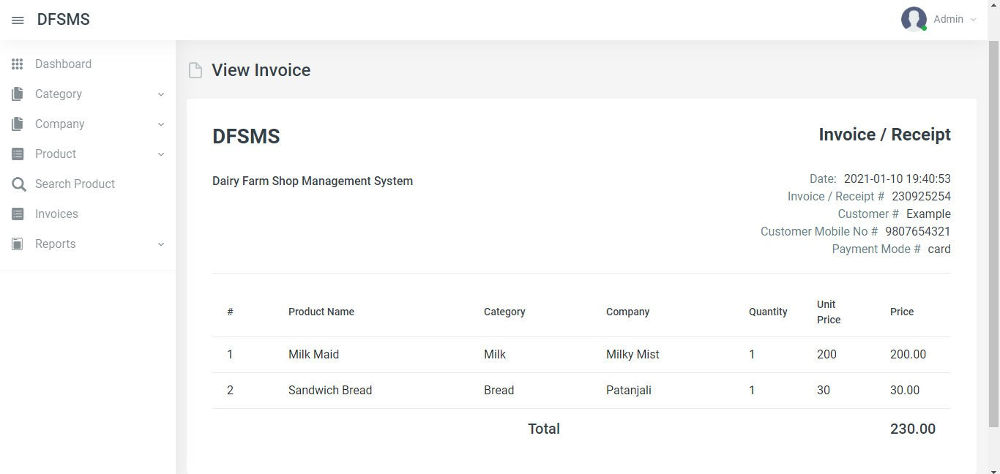 DFSMS
Admin
Dashboard
Category
Company
Product
Search Product
Invoices
Reports
View Invoice
DFSMS
Invoice / Receipt
Dairy Farm Shop Management System
Date: 2021-01-10 19:40:53
Invoice / Receipt # 230925254
Customer # Example
Customer Mobile No # 9807654321
Payment Mode # card
# Product Name Category Company Quantity Unit Price Price
1 Milk Maid Milk Milky Mist 1 200 200.00
2 Sandwich Bread Bread Patanjali 1 30 30.00
Total 230.00